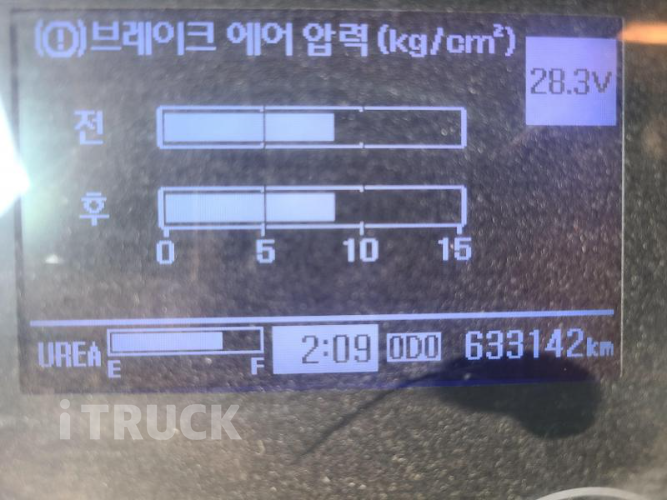 (!)브레이크 에어 압력(kg/cm²)
28.3V
전
후
0 5 10 15
UREA E F 2:09 ODO 633142km
iTRUCK